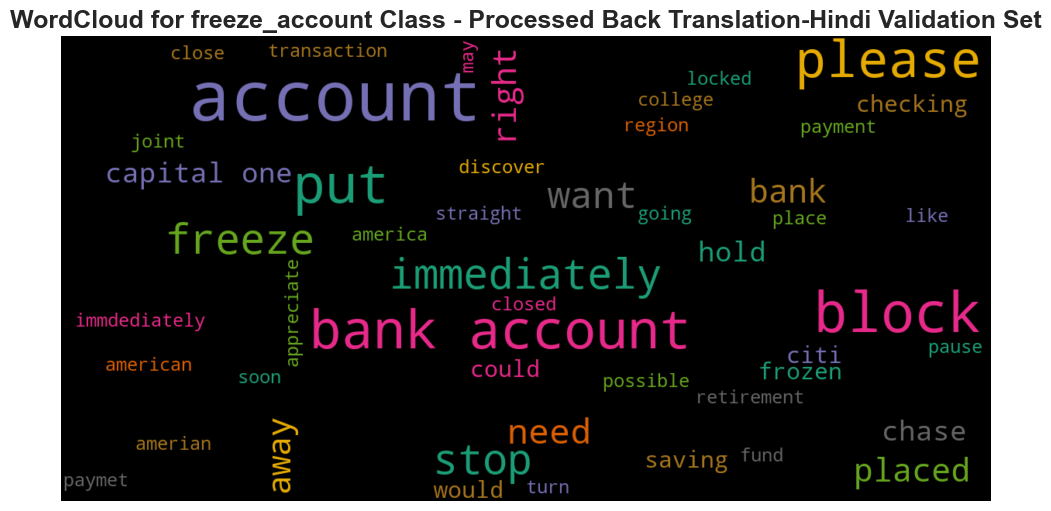 WordCloud for freeze_account Class - Processed Back Translation-Hindi Validation Set
close
transaction
may
right
please
account
locked
college
checking
region
payment
joint
discover
capital one
put
want
bank
straight
going
place
like
freeze
america
hold
immediately
appreciate
closed
block
immdediately
bank account
pause
citi
american
could
frozen
soon
possible
retirement
away
need
chase
amerian
stop
saving
fund
placed
paymet
would
turn